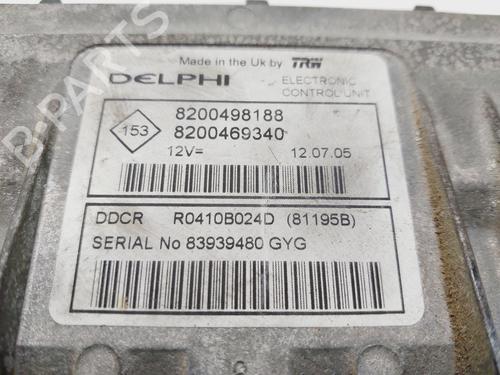 Made in the Uk by TRW
DELPHI
ELECTRONIC
CONTROL UNIT
153
8200498188
8200469340
12V=
12.07.05
DDCR R0410B024D (81195B)
SERIAL No 83939480 GYG
B-PARTS